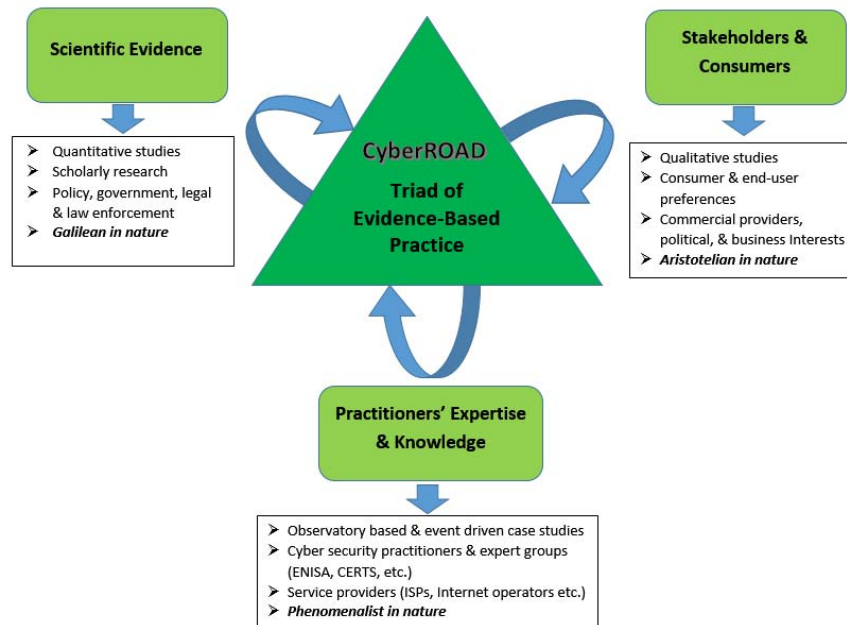 Scientific Evidence
➢ Quantitative studies
➢ Scholarly research
➢ Policy, government, legal
& law enforcement
➢ Galilean in nature
CyberROAD
Triad of
Evidence-Based
Practice
Stakeholders &
Consumers
➢ Qualitative studies
➢ Consumer & end-user
preferences
➢ Commercial providers,
political, & business Interests
➢ Aristotelian in nature
Practitioners’ Expertise
& Knowledge
➢ Observatory based & event driven case studies
➢ Cyber security practitioners & expert groups
(ENISA, CERTS, etc.)
➢ Service providers (ISPs, Internet operators etc.)
➢ Phenomenalist in nature